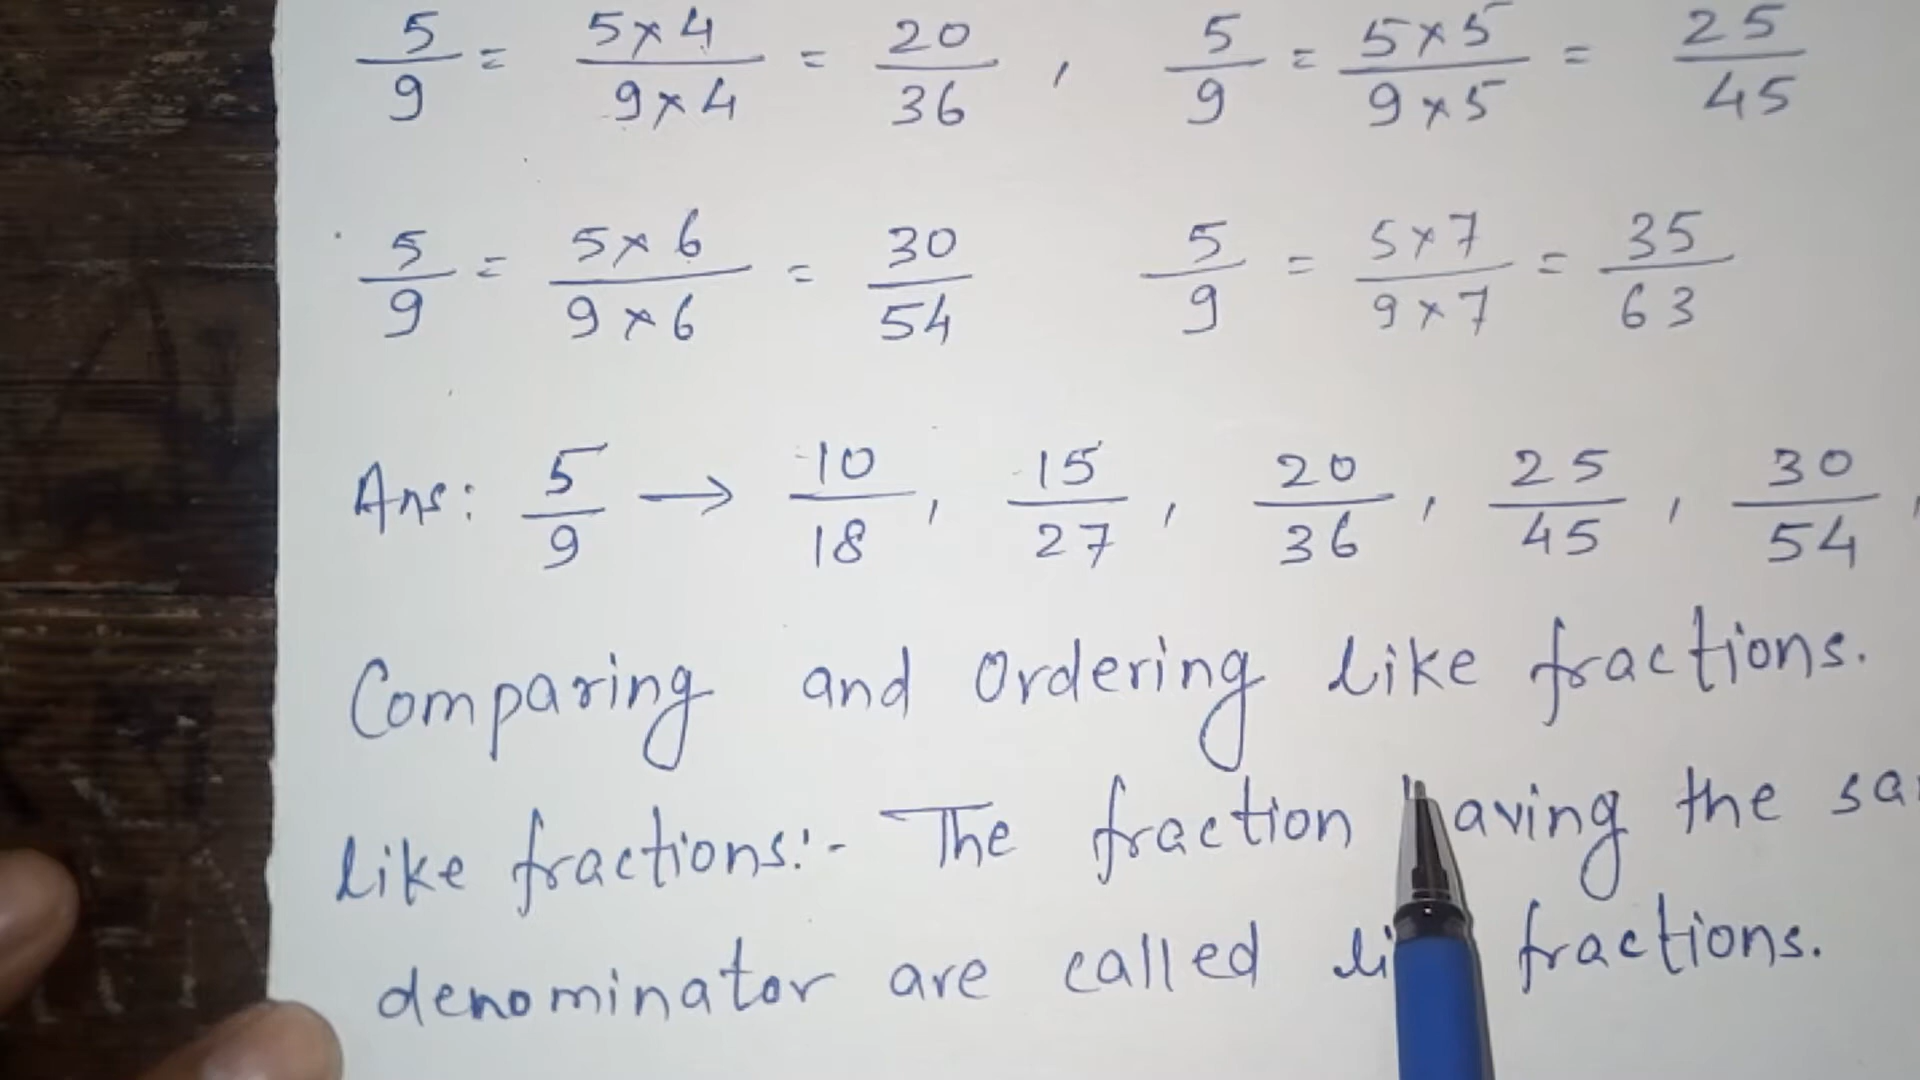 5/9 = 5×4/9×4 = 20/36 , 5/9 = 5×5/9×5 = 25/45
5/9 = 5×6/9×6 = 30/54 5/9 = 5×7/9×7 = 35/63
Ans: 5/9 → 10/18 , 15/27 , 20/36 , 25/45 , 30/54 ,
Comparing and Ordering like fractions.
like fractions:- The fraction the
denominator are called fractions.